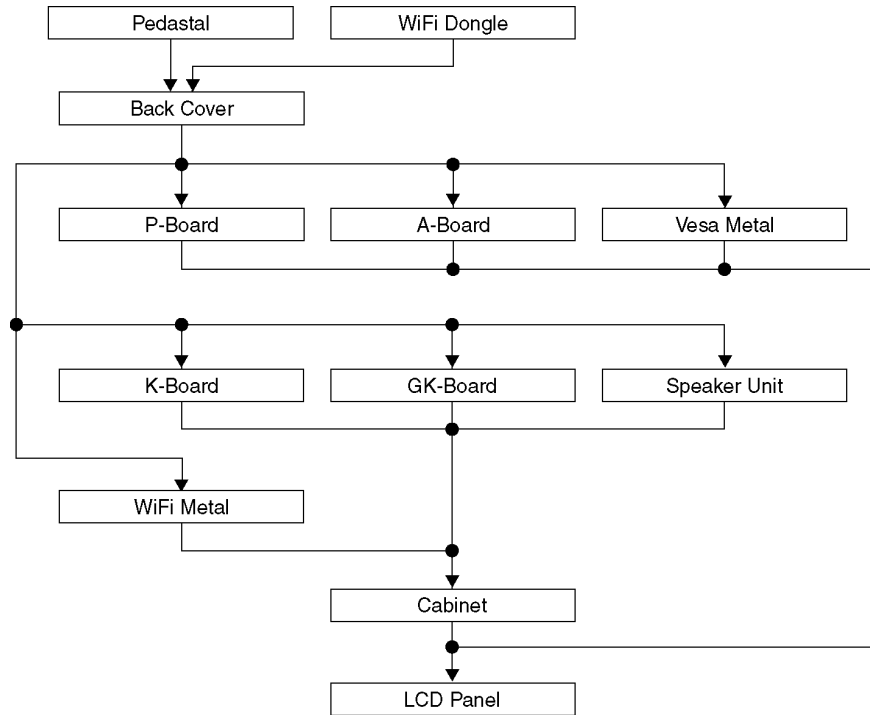 Pedastal
WiFi Dongle
Back Cover
P-Board
A-Board
Vesa Metal
K-Board
GK-Board
Speaker Unit
WiFi Metal
Cabinet
LCD Panel